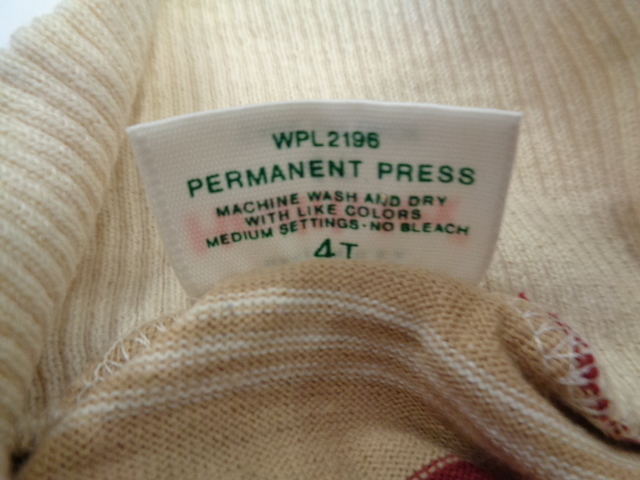 WPL2196
PERMANENT PRESS
MACHINE WASH AND DRY
WITH LIKE COLORS
MEDIUM SETTINGS-NO BLEACH
4T